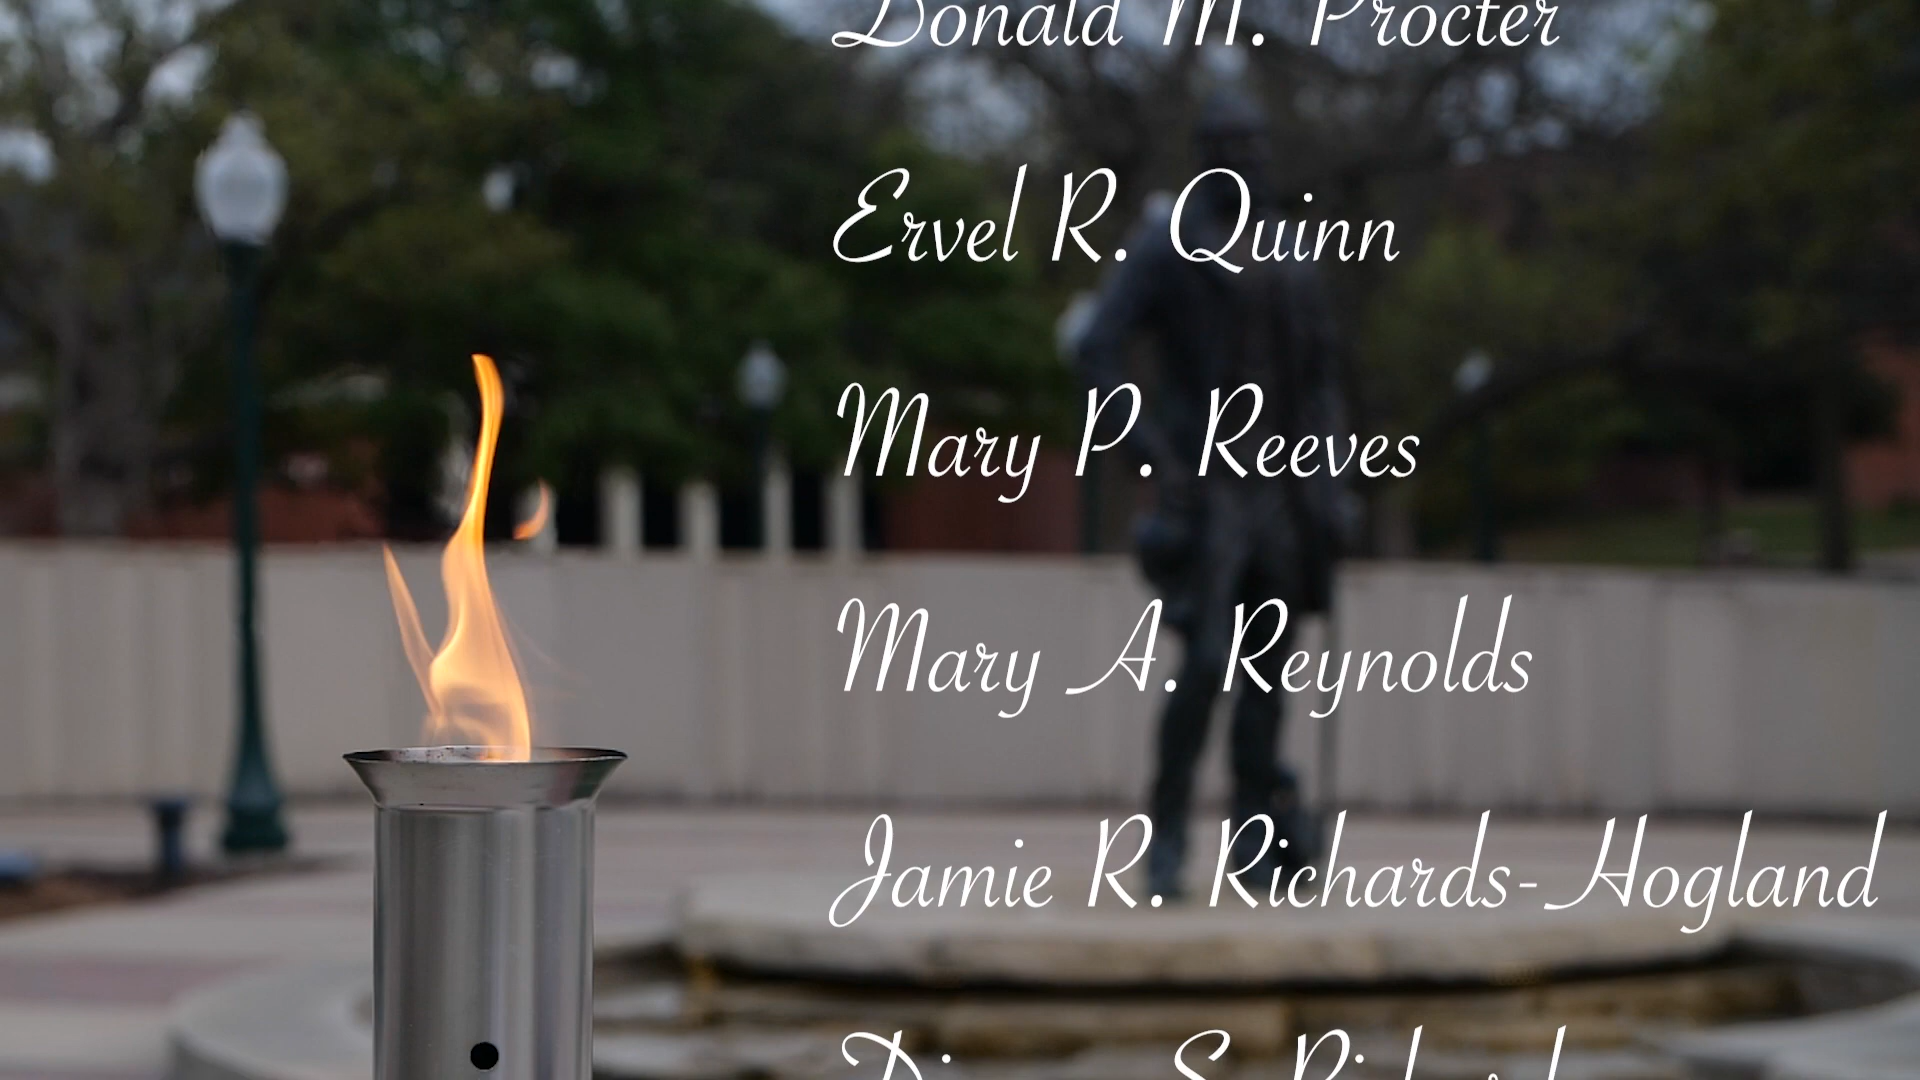 Donald M. Procter
Ervel R. Quinn
Mary P. Reeves
Mary A. Reynolds
Jamie R. Richards-Hogland
S.